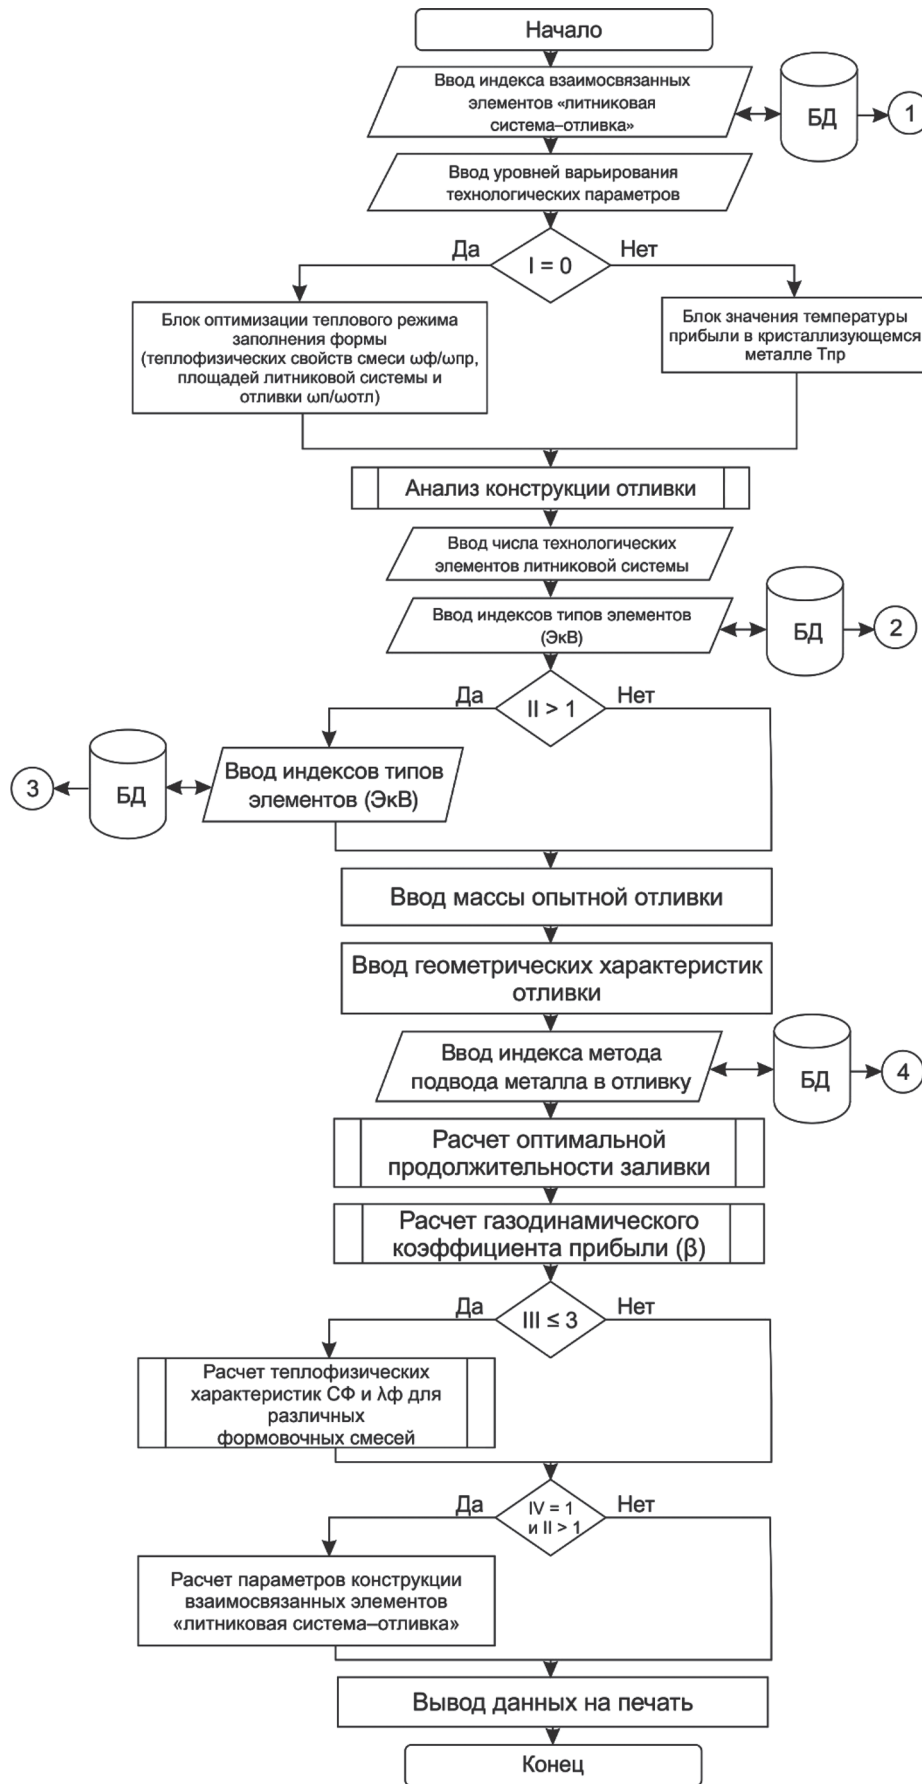 Начало
Ввод индекса взаимосвязанных
элементов «литниковая
система–отливка»
БД
1
Ввод уровней варьирования
технологических параметров
Да
I = 0
Нет
Блок оптимизации теплового режима
заполнения формы
(теплофизических свойств смеси ωф/ωпр,
площадей литниковой системы и
отливки ωп/ωотл)
Блок значения температуры
прибыли в кристаллизующемся
металле Тпр
Анализ конструкции отливки
Ввод числа технологических
элементов литниковой системы
Ввод индексов типов элементов
(ЭкВ)
БД
2
Да
II > 1
Нет
3
БД
Ввод индексов типов
элементов (ЭкВ)
Ввод массы опытной отливки
Ввод геометрических характеристик
отливки
Ввод индекса метода
подвода металла в отливку
БД
4
Расчет оптимальной
продолжительности заливки
Расчет газодинамического
коэффициента прибыли (β)
Да
III ≤ 3
Нет
Расчет теплофизических
характеристик СФ и λф для
различных
формовочных смесей
Да
IV = 1
и II > 1
Нет
Расчет параметров конструкции
взаимосвязанных элементов
«литниковая система–отливка»
Вывод данных на печать
Конец